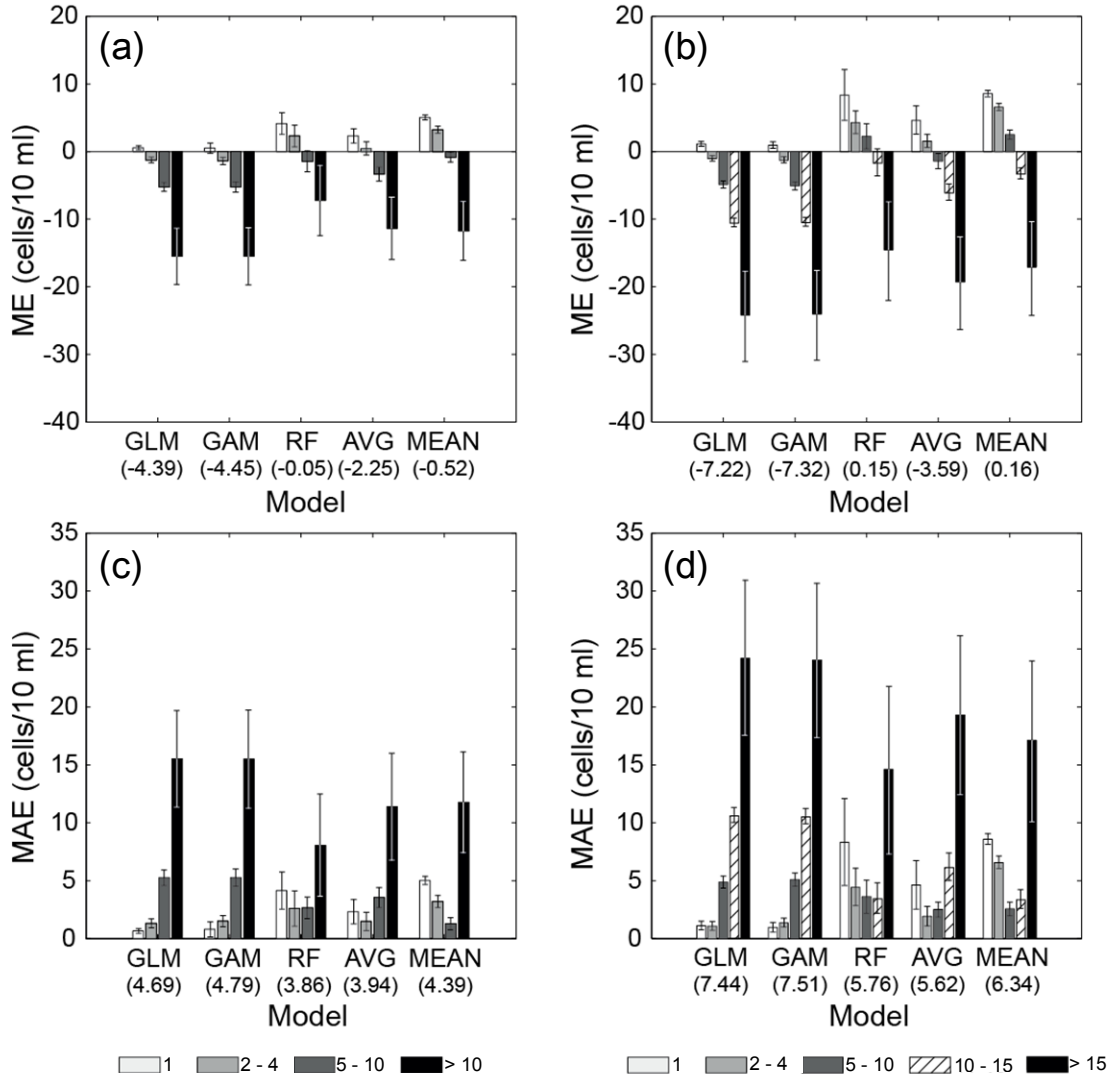 (a)
20
10
0
-10
-20
-30
-40
ME (cells/10 ml)
GLM GAM RF AVG MEAN
(-4.39) (-4.45) (-0.05) (-2.25) (-0.52)
Model
(b)
20
10
0
-10
-20
-30
-40
ME (cells/10 ml)
GLM GAM RF AVG MEAN
(-7.22) (-7.32) (0.15) (-3.59) (0.16)
Model
(c)
35
30
25
20
15
10
5
0
MAE (cells/10 ml)
GLM GAM RF AVG MEAN
(4.69) (4.79) (3.86) (3.94) (4.39)
Model
(d)
35
30
25
20
15
10
5
0
MAE (cells/10 ml)
GLM GAM RF AVG MEAN
(7.44) (7.51) (5.76) (5.62) (6.34)
Model
1 2 - 4 5 - 10 > 10
1 2 - 4 5 - 10 10 - 15 > 15